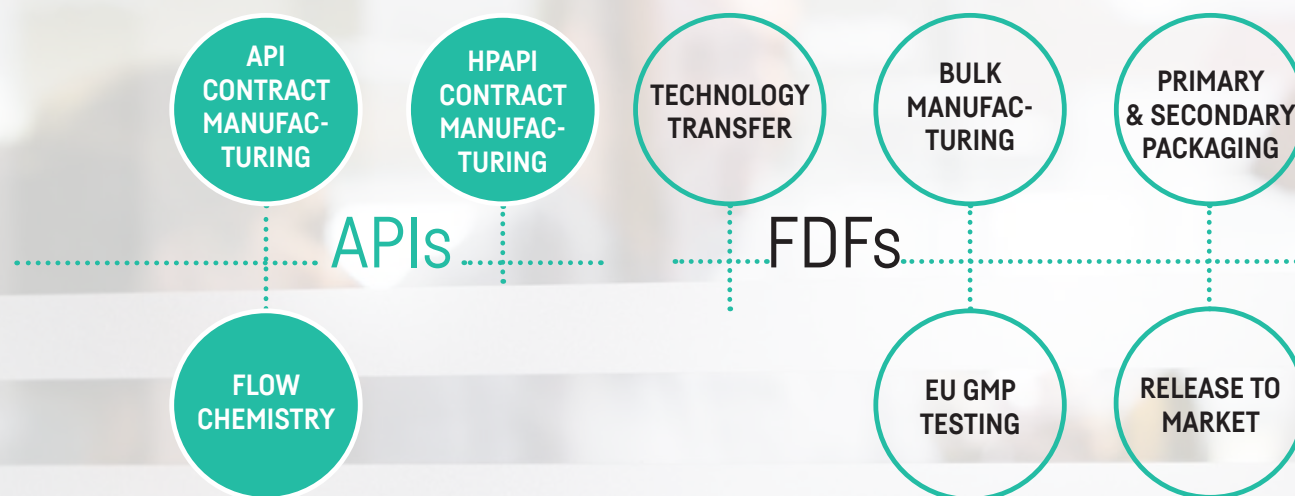 API
CONTRACT
MANUFAC-
TURING
HPAPI
CONTRACT
MANUFAC-
TURING
TECHNOLOGY
TRANSFER
BULK
MANUFAC-
TURING
PRIMARY
& SECONDARY
PACKAGING
APIs
FDFs
FLOW
CHEMISTRY
EU GMP
TESTING
RELEASE TO
MARKET